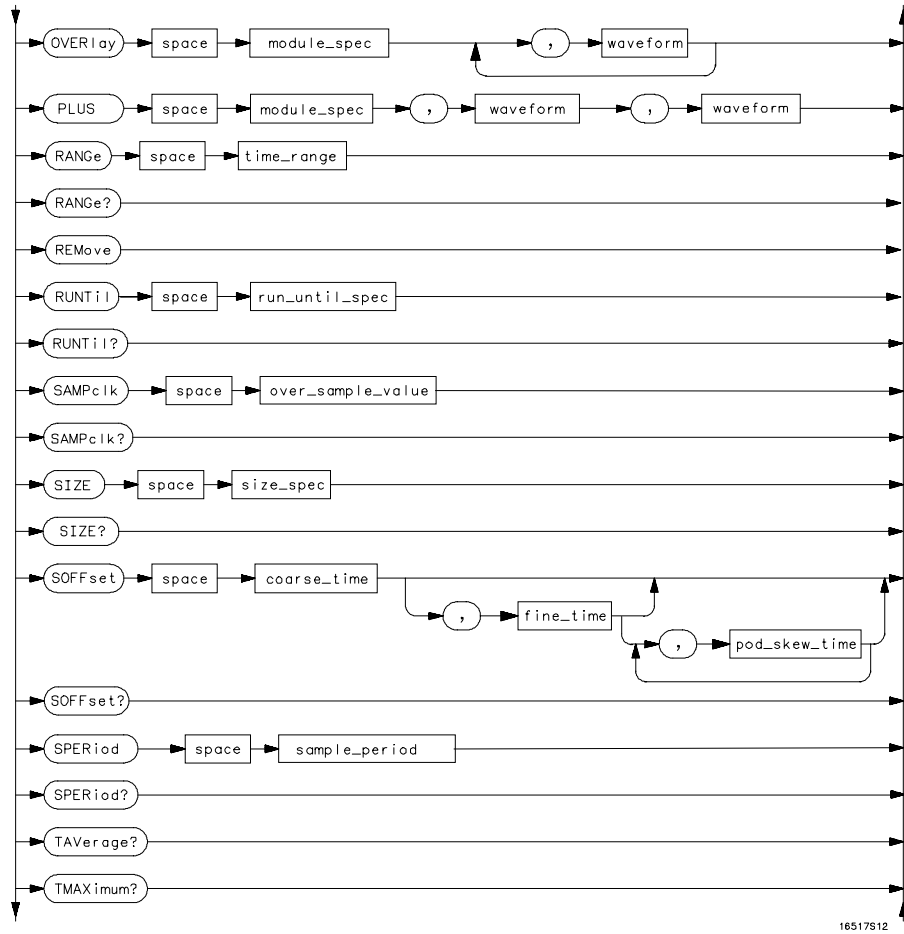 OVERlay space module_spec , waveform
PLUS space module_spec , waveform , waveform
RANGe space time_range
RANGe?
REMove
RUNTil space run_until_spec
RUNTil?
SAMPclk space over_sample_value
SAMPclk?
SIZE space size_spec
SIZE?
SOFFset space coarse_time
, fine_time
, pod_skew_time
SOFFset?
SPERiod space sample_period
SPERiod?
TAVerage?
TMAXimum?
16517S12